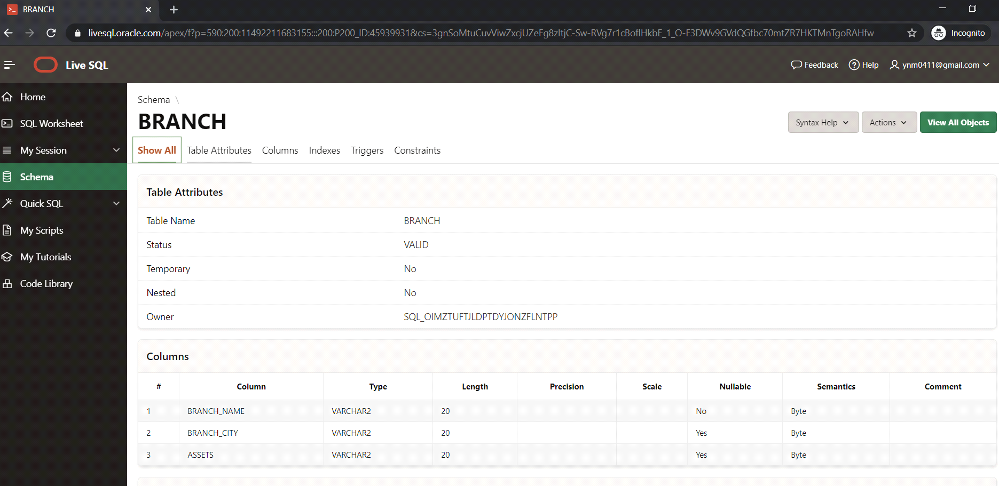 BRANCH
livesql.oracle.com/apex/f?p=590:200:11492211683155:::200:P200_ID:45939931&cs=3gnSoMtuCuvViwZxcjUZeFg8zItjC-Sw-RVg7r1cBoflHkbE_1_O-F3DWv9GVdQGfbc70mtZR7HKTMnTgoRAHfw
Incognito
Live SQL
Feedback
Help
ynm0411@gmail.com
Home
SQL Worksheet
My Session
Schema
Quick SQL
My Scripts
My Tutorials
Code Library
Schema \
BRANCH
Syntax Help
Actions
View All Objects
Show All Table Attributes Columns Indexes Triggers Constraints
Table Attributes
Table Name BRANCH
Status VALID
Temporary No
Nested No
Owner SQL_OIMZTUFTJLDPTDYJONZFLNTPP
Columns
# Column Type Length Precision Scale Nullable Semantics Comment
1 BRANCH_NAME VARCHAR2 20 No Byte
2 BRANCH_CITY VARCHAR2 20 Yes Byte
3 ASSETS VARCHAR2 20 Yes Byte